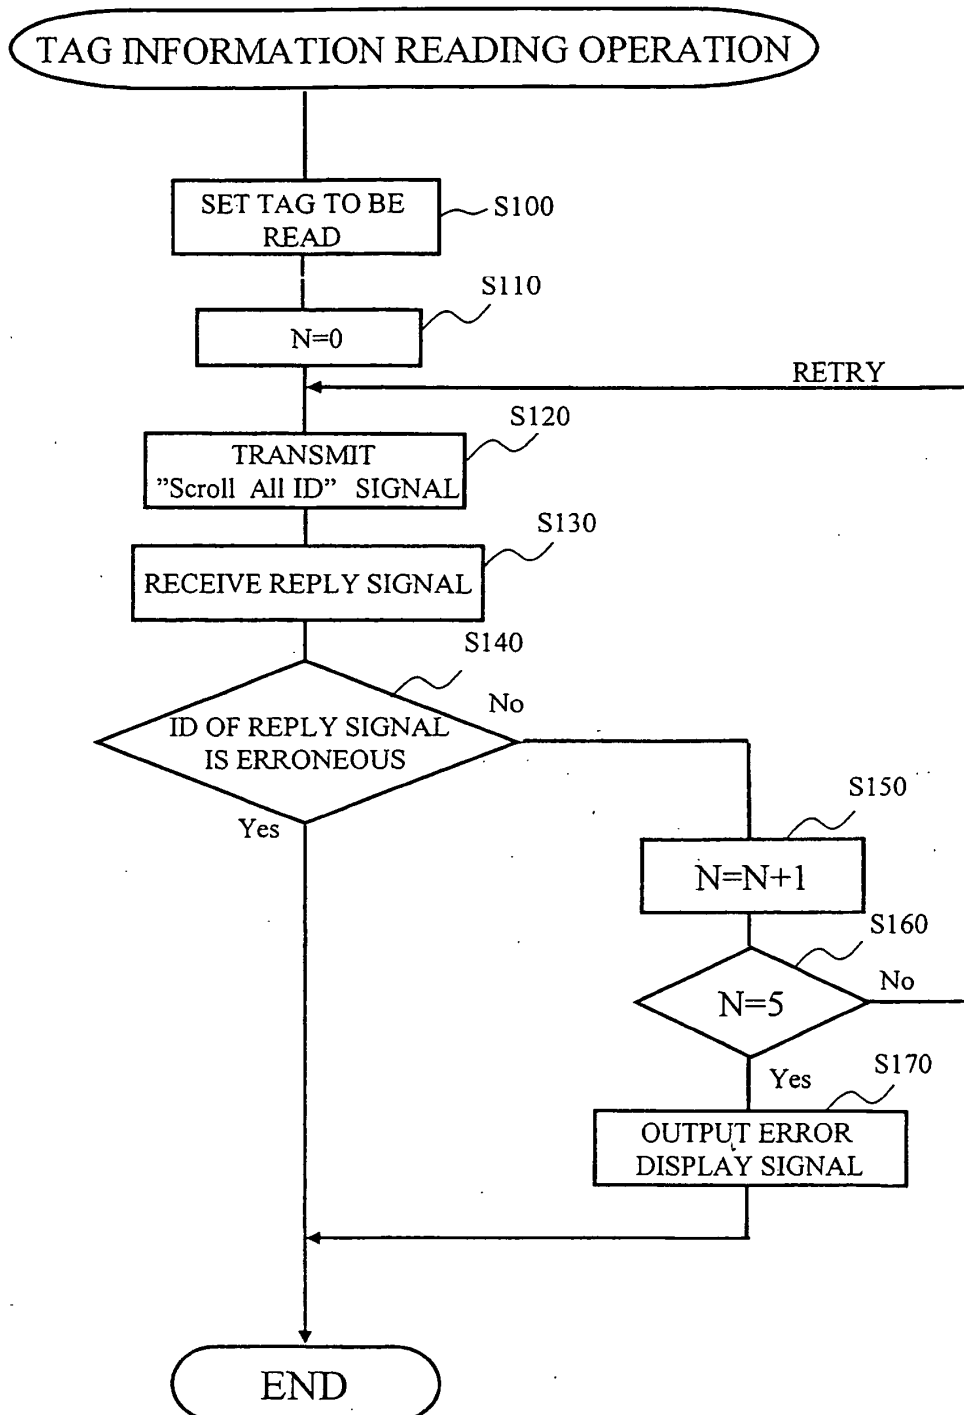 TAG INFORMATION READING OPERATION
SET TAG TO BE
READ
S100
S110
N=0
RETRY
S120
TRANSMIT
”Scroll All ID” SIGNAL
S130
RECEIVE REPLY SIGNAL
S140
No
ID OF REPLY SIGNAL
IS ERRONEOUS
Yes
S150
N=N+1
S160
No
N=5
Yes
S170
OUTPUT ERROR
DISPLAY SIGNAL
END